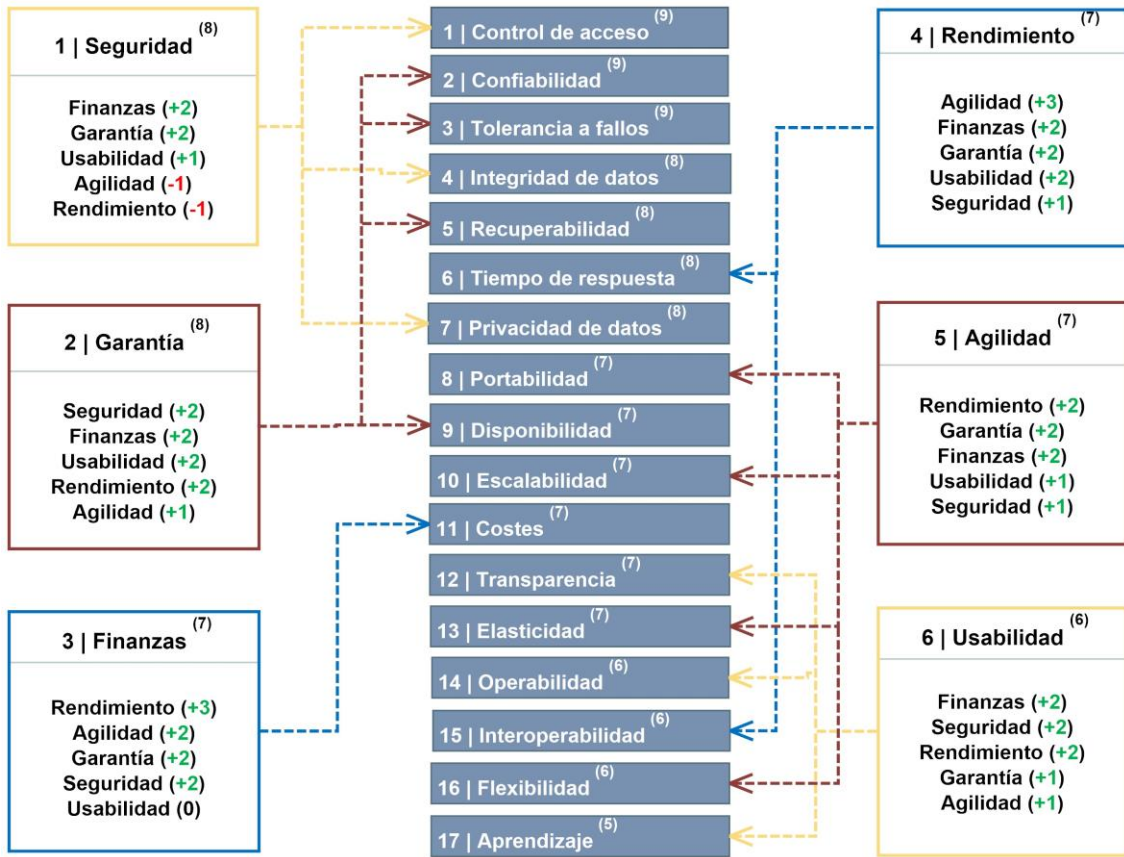 1 | Seguridad (8)
Finanzas (+2)
Garantía (+2)
Usabilidad (+1)
Agilidad (-1)
Rendimiento (-1)
2 | Garantía (8)
Seguridad (+2)
Finanzas (+2)
Usabilidad (+2)
Rendimiento (+2)
Agilidad (+1)
3 | Finanzas (7)
Rendimiento (+3)
Agilidad (+2)
Garantía (+2)
Seguridad (+2)
Usabilidad (0)
1 | Control de acceso (9)
2 | Confiabilidad (9)
3 | Tolerancia a fallos (9)
4 | Integridad de datos (8)
5 | Recuperabilidad (8)
6 | Tiempo de respuesta (8)
7 | Privacidad de datos (8)
8 | Portabilidad (7)
9 | Disponibilidad (7)
10 | Escalabilidad (7)
11 | Costes (7)
12 | Transparencia (7)
13 | Elasticidad (7)
14 | Operabilidad (6)
15 | Interoperabilidad (6)
16 | Flexibilidad (6)
17 | Aprendizaje (5)
4 | Rendimiento (7)
Agilidad (+3)
Finanzas (+2)
Garantía (+2)
Usabilidad (+2)
Seguridad (+1)
5 | Agilidad (7)
Rendimiento (+2)
Garantía (+2)
Finanzas (+2)
Usabilidad (+1)
Seguridad (+1)
6 | Usabilidad (6)
Finanzas (+2)
Seguridad (+2)
Rendimiento (+2)
Garantía (+1)
Agilidad (+1)